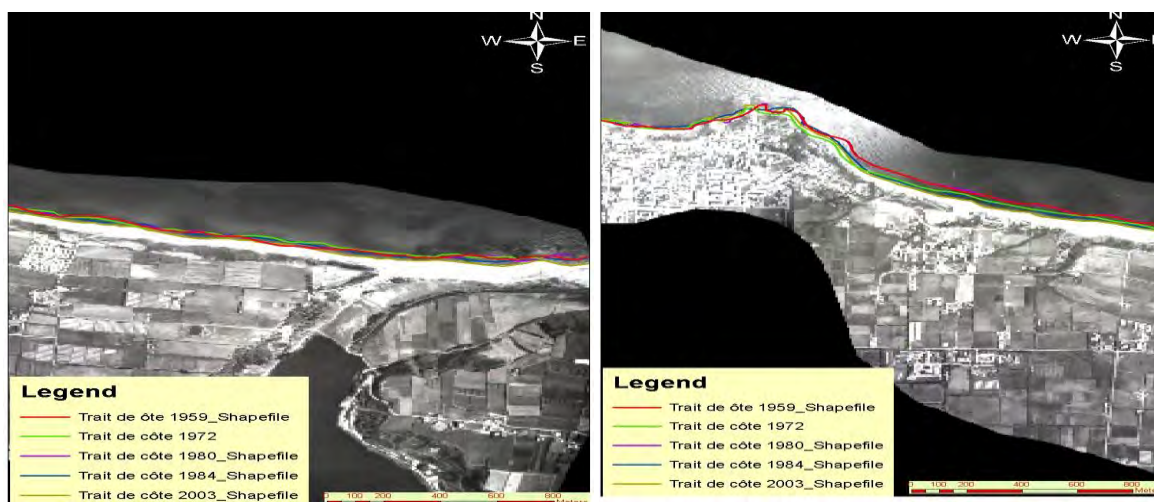 N
W E
S
Legend
Trait de ôte 1959_Shapefile
Trait de côte 1972
Trait de côte 1980_Shapefile
Trait de côte 1984_Shapefile
Trait de côte 2003_Shapefile
0 100 200 400 600 800
Meters
N
W
S
Legend
Trait de ôte 1959_Shapefile
Trait de côte 1972
Trait de côte 1980_Shapefile
Trait de côte 1984_Shapefile
Trait de côte 2003_Shapefile
0 100 200 400 600 800